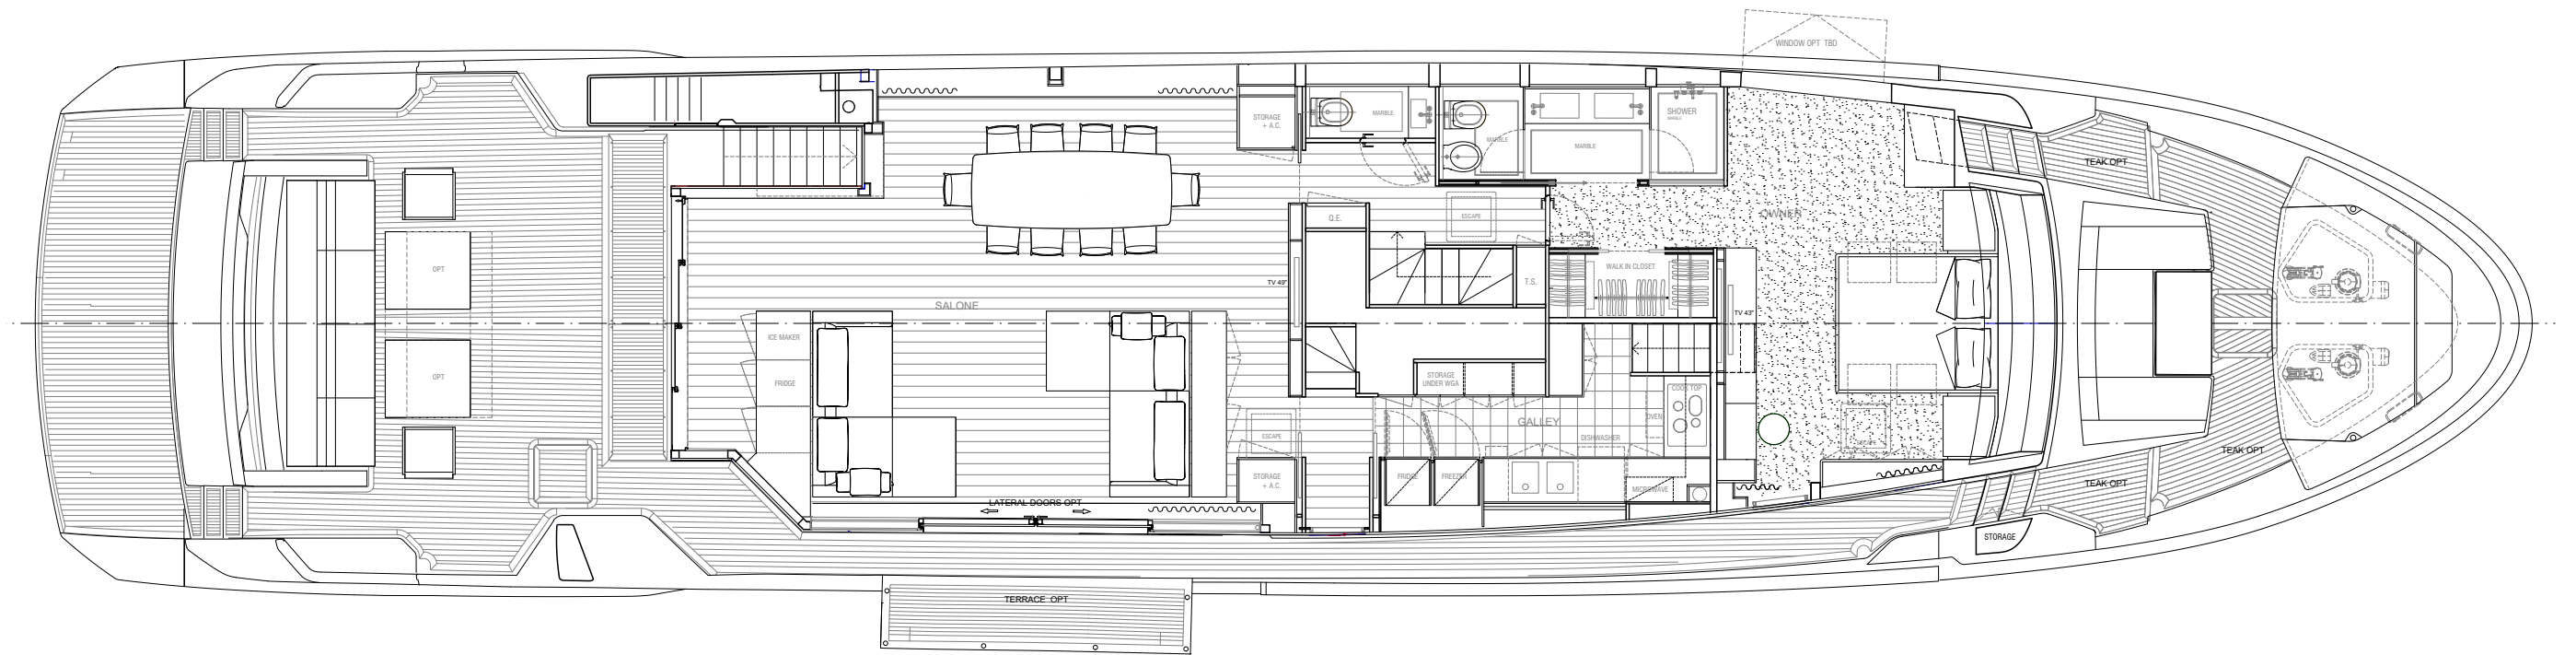 WINDOW OPT TBD
STORAGE
+ A.C.
MARBLE
MARBLE
MARBLE
SHOWER
MARBLE
TEAK OPT
OWNER
Q.E.
ESCAPE
OPT
TV 49"
T.S.
WALK IN CLOSET
SALONE
TV 43"
ICE MAKER
FRIDGE
OPT
STORAGE
UNDER WGA
COOK TOP
OVEN
GALLEY
DISHWASHER
ESCAPE
ESCAPE
TEAK OPT
STORAGE
+ A.C.
FRIDGE
FREEZER
MICROWAVE
TEAK OPT
LATERAL DOORS OPT
STORAGE
TERRACE OPT